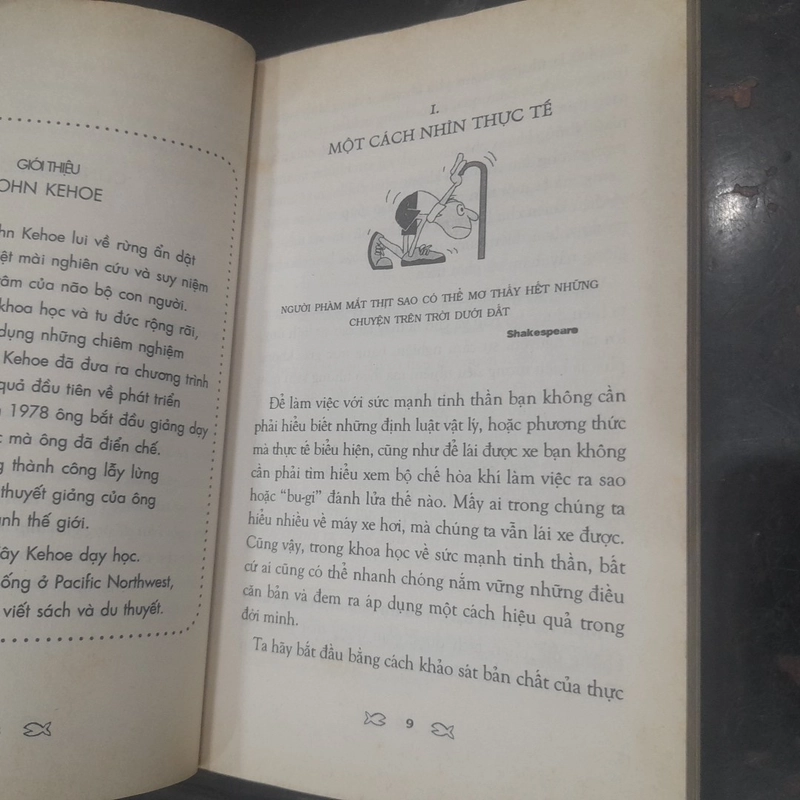 GIỚI THIỆU
OHN KEHOE
hn Kehoe lui về rừng ẩn dật
ệt mài nghiên cứu và suy niệm
âm của não bộ con người.
khoa học và tu đức rộng rãi,
dụng những chiêm nghiệm
Kehoe đã đưa ra chương trình
quả đầu tiên về phát triển
n 1978 ông bắt đầu giảng dạy
c mà ông đã điển chế.
g thành công lẫy lừng
thuyết giảng của ông
anh thế giới.
ây Kehoe dạy học.
ống ở Pacific Northwest,
viết sách và du thuyết.
I.
MỘT CÁCH NHÌN THỰC TẾ
NGƯỜI PHÀM MẮT THỊT SAO CÓ THỂ MƠ THẤY HẾT NHỮNG
CHUYỆN TRÊN TRỜI DƯỚI ĐẤT
Shakespeare
Để làm việc với sức mạnh tinh thần bạn không cần
phải hiểu biết những định luật vật lý, hoặc phương thức
mà thực tế biểu hiện, cũng như để lái được xe bạn không
cần phải tìm hiểu xem bộ chế hòa khí làm việc ra sao
hoặc “bu-gi” đánh lửa thế nào. Mấy ai trong chúng ta
hiểu nhiều về máy xe hơi, mà chúng ta vẫn lái xe được.
Cũng vậy, trong khoa học về sức mạnh tinh thần, bất
cứ ai cũng có thể nhanh chóng nắm vững những điều
căn bản và đem ra áp dụng một cách hiệu quả trong
đời mình.
Ta hãy bắt đầu bằng cách khảo sát bản chất của thực
9